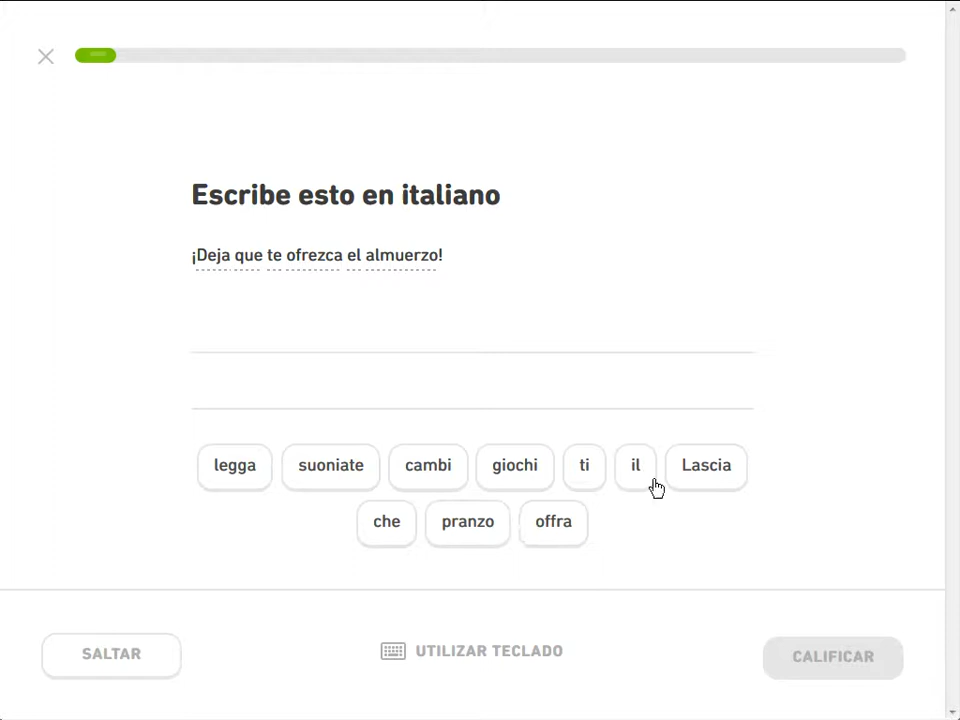 Escribe esto en italiano
¡Deja que te ofrezca el almuerzo!
legga suoniate cambi giochi ti il Lascia
che pranzo offra
SALTAR UTILIZAR TECLADO CALIFICAR